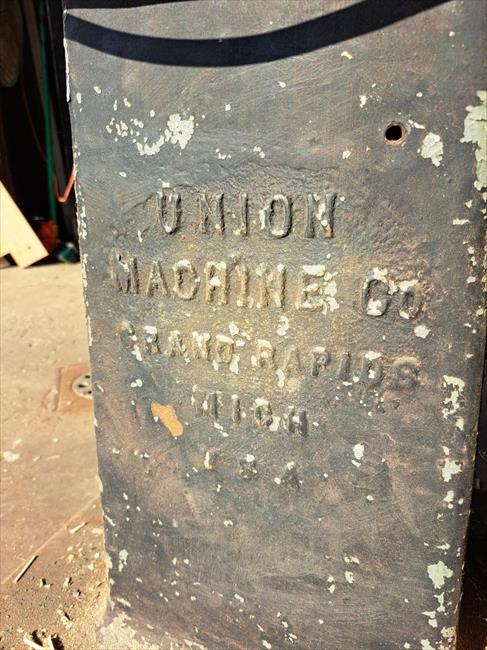 UNION
MACHINE CO
GRAND RAPIDS
MICH
U S A